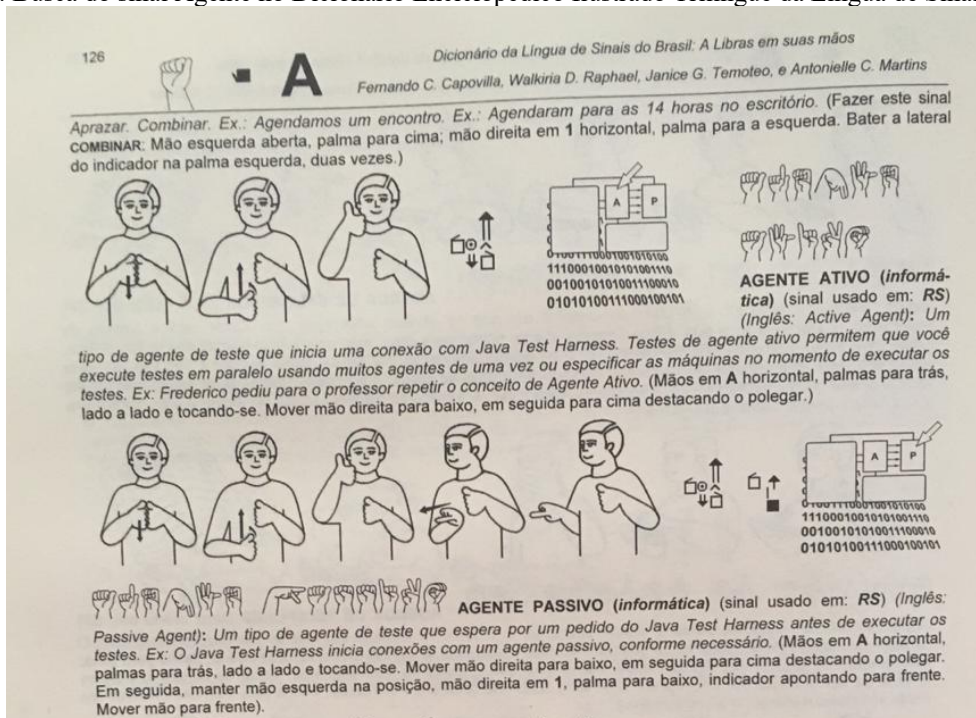 126
A
Dicionário da Língua de Sinais do Brasil: A Libras em suas mãos
Fernando C. Capovilla, Walkiria D. Raphael, Janice G. Temoteo, e Antonielle C. Martins
Aprazar. Combinar. Ex.: Agendamos um encontro. Ex.: Agendaram para as 14 horas no escritório. (Fazer este sinal
COMBINAR: Mão esquerda aberta, palma para cima; mão direita em 1 horizontal, palma para a esquerda. Bater a lateral
do indicador na palma esquerda, duas vezes.)
A P
0100111000100101010100
111000100101010011110
00100101010011100010
01010100111000100101
AGENTE ATIVO (informá-
tica) (sinal usado em: RS)
(Inglês: Active Agent): Um
tipo de agente de teste que inicia uma conexão com Java Test Harness. Testes de agente ativo permitem que você
execute testes em paralelo usando muitos agentes de uma vez ou especificar as máquinas no momento de executar os
testes. Ex: Frederico pediu para o professor repetir o conceito de Agente Ativo. (Mãos em A horizontal, palmas para trás,
lado a lado e tocando-se. Mover mão direita para baixo, em seguida para cima destacando o polegar.)
A P
111000100101010011110
00100101010011100010
01010100111000100101
AGENTE PASSIVO (informática) (sinal usado em: RS) (Inglês:
Passive Agent): Um tipo de agente de teste que espera por um pedido do Java Test Harness antes de executar os
testes. Ex: O Java Test Harness inicia conexões com um agente passivo, conforme necessário. (Mãos em A horizontal,
palmas para trás, lado a lado e tocando-se. Mover mão direita para baixo, em seguida para cima destacando o polegar.
Em seguida, manter mão esquerda na posição, mão direita em 1, palma para baixo, indicador apontando para frente.
Mover mão para frente).